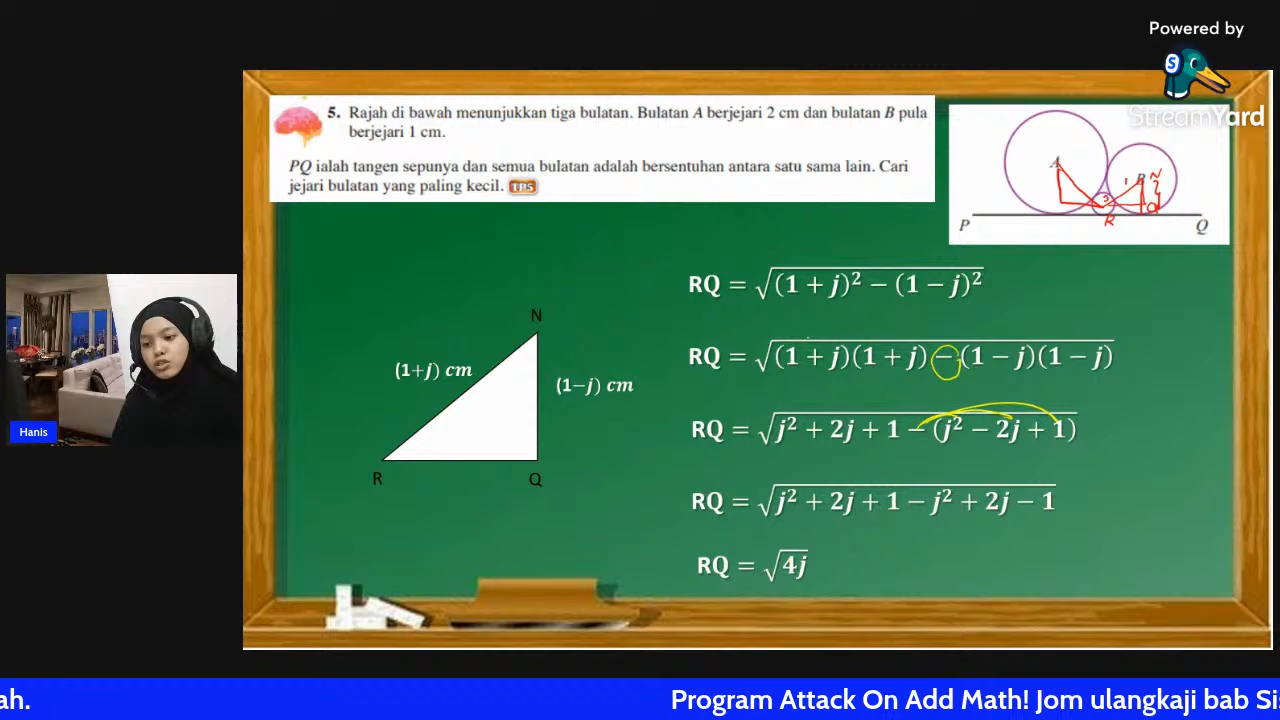 Powered by
StreamYard
5. Rajah di bawah menunjukkan tiga bulatan. Bulatan A berjejari 2 cm dan bulatan B pula
berjejari 1 cm.
PQ ialah tangen sepunya dan semua bulatan adalah bersentuhan antara satu sama lain. Cari
jejari bulatan yang paling kecil. TP5
A
1 B N
R
P Q
RQ = √(1 + j)² − (1 − j)²
RQ = √(1 + j)(1 + j) − (1 − j)(1 − j)
RQ = √j² + 2j + 1 − (j² − 2j + 1)
RQ = √j² + 2j + 1 − j² + 2j − 1
RQ = √4j
N
(1+j) cm
(1−j) cm
R
Q
Hanis
ah.
Program Attack On Add Math! Jom ulangkaji bab Sis